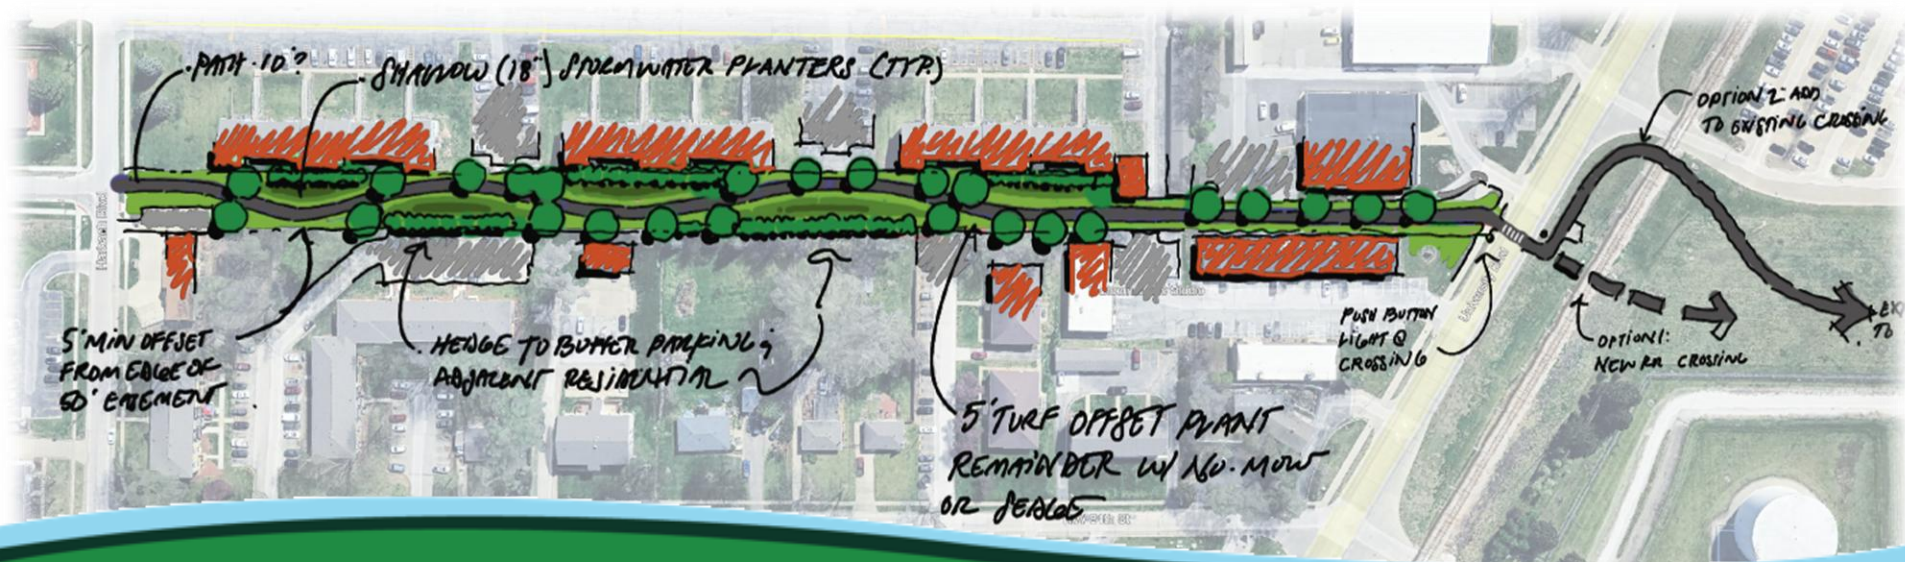 PATH - 10'?
SHALLOW (18") STORMWATER PLANTERS (TYP.)
OPTION 2: ADD
TO EXISTING CROSSING
5' MIN OFFSET
FROM EDGE OF
50' EASEMENT
HEDGE TO BUFFER PARKING &
ADJACENT RESIDENTIAL
5' TURF OFFSET PLANT
REMAINDER W/ NO-MOW
OR SEDGE
PUSH BUTTON
LIGHT @
CROSSING
OPTION 1:
NEW RR CROSSING
TO